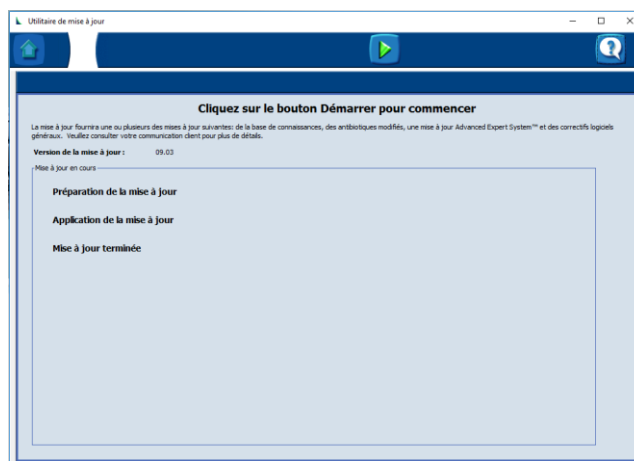 Utilitaire de mise à jour
Cliquez sur le bouton Démarrer pour commencer
La mise à jour fournira une ou plusieurs des mises à jour suivantes: de la base de connaissances, des antibiotiques modifiés, une mise à jour Advanced Expert System™ et des correctifs logiciels
généraux. Veuillez consulter votre communication client pour plus de détails.
Version de la mise à jour : 09.03
Mise à jour en cours
Préparation de la mise à jour
Application de la mise à jour
Mise à jour terminée